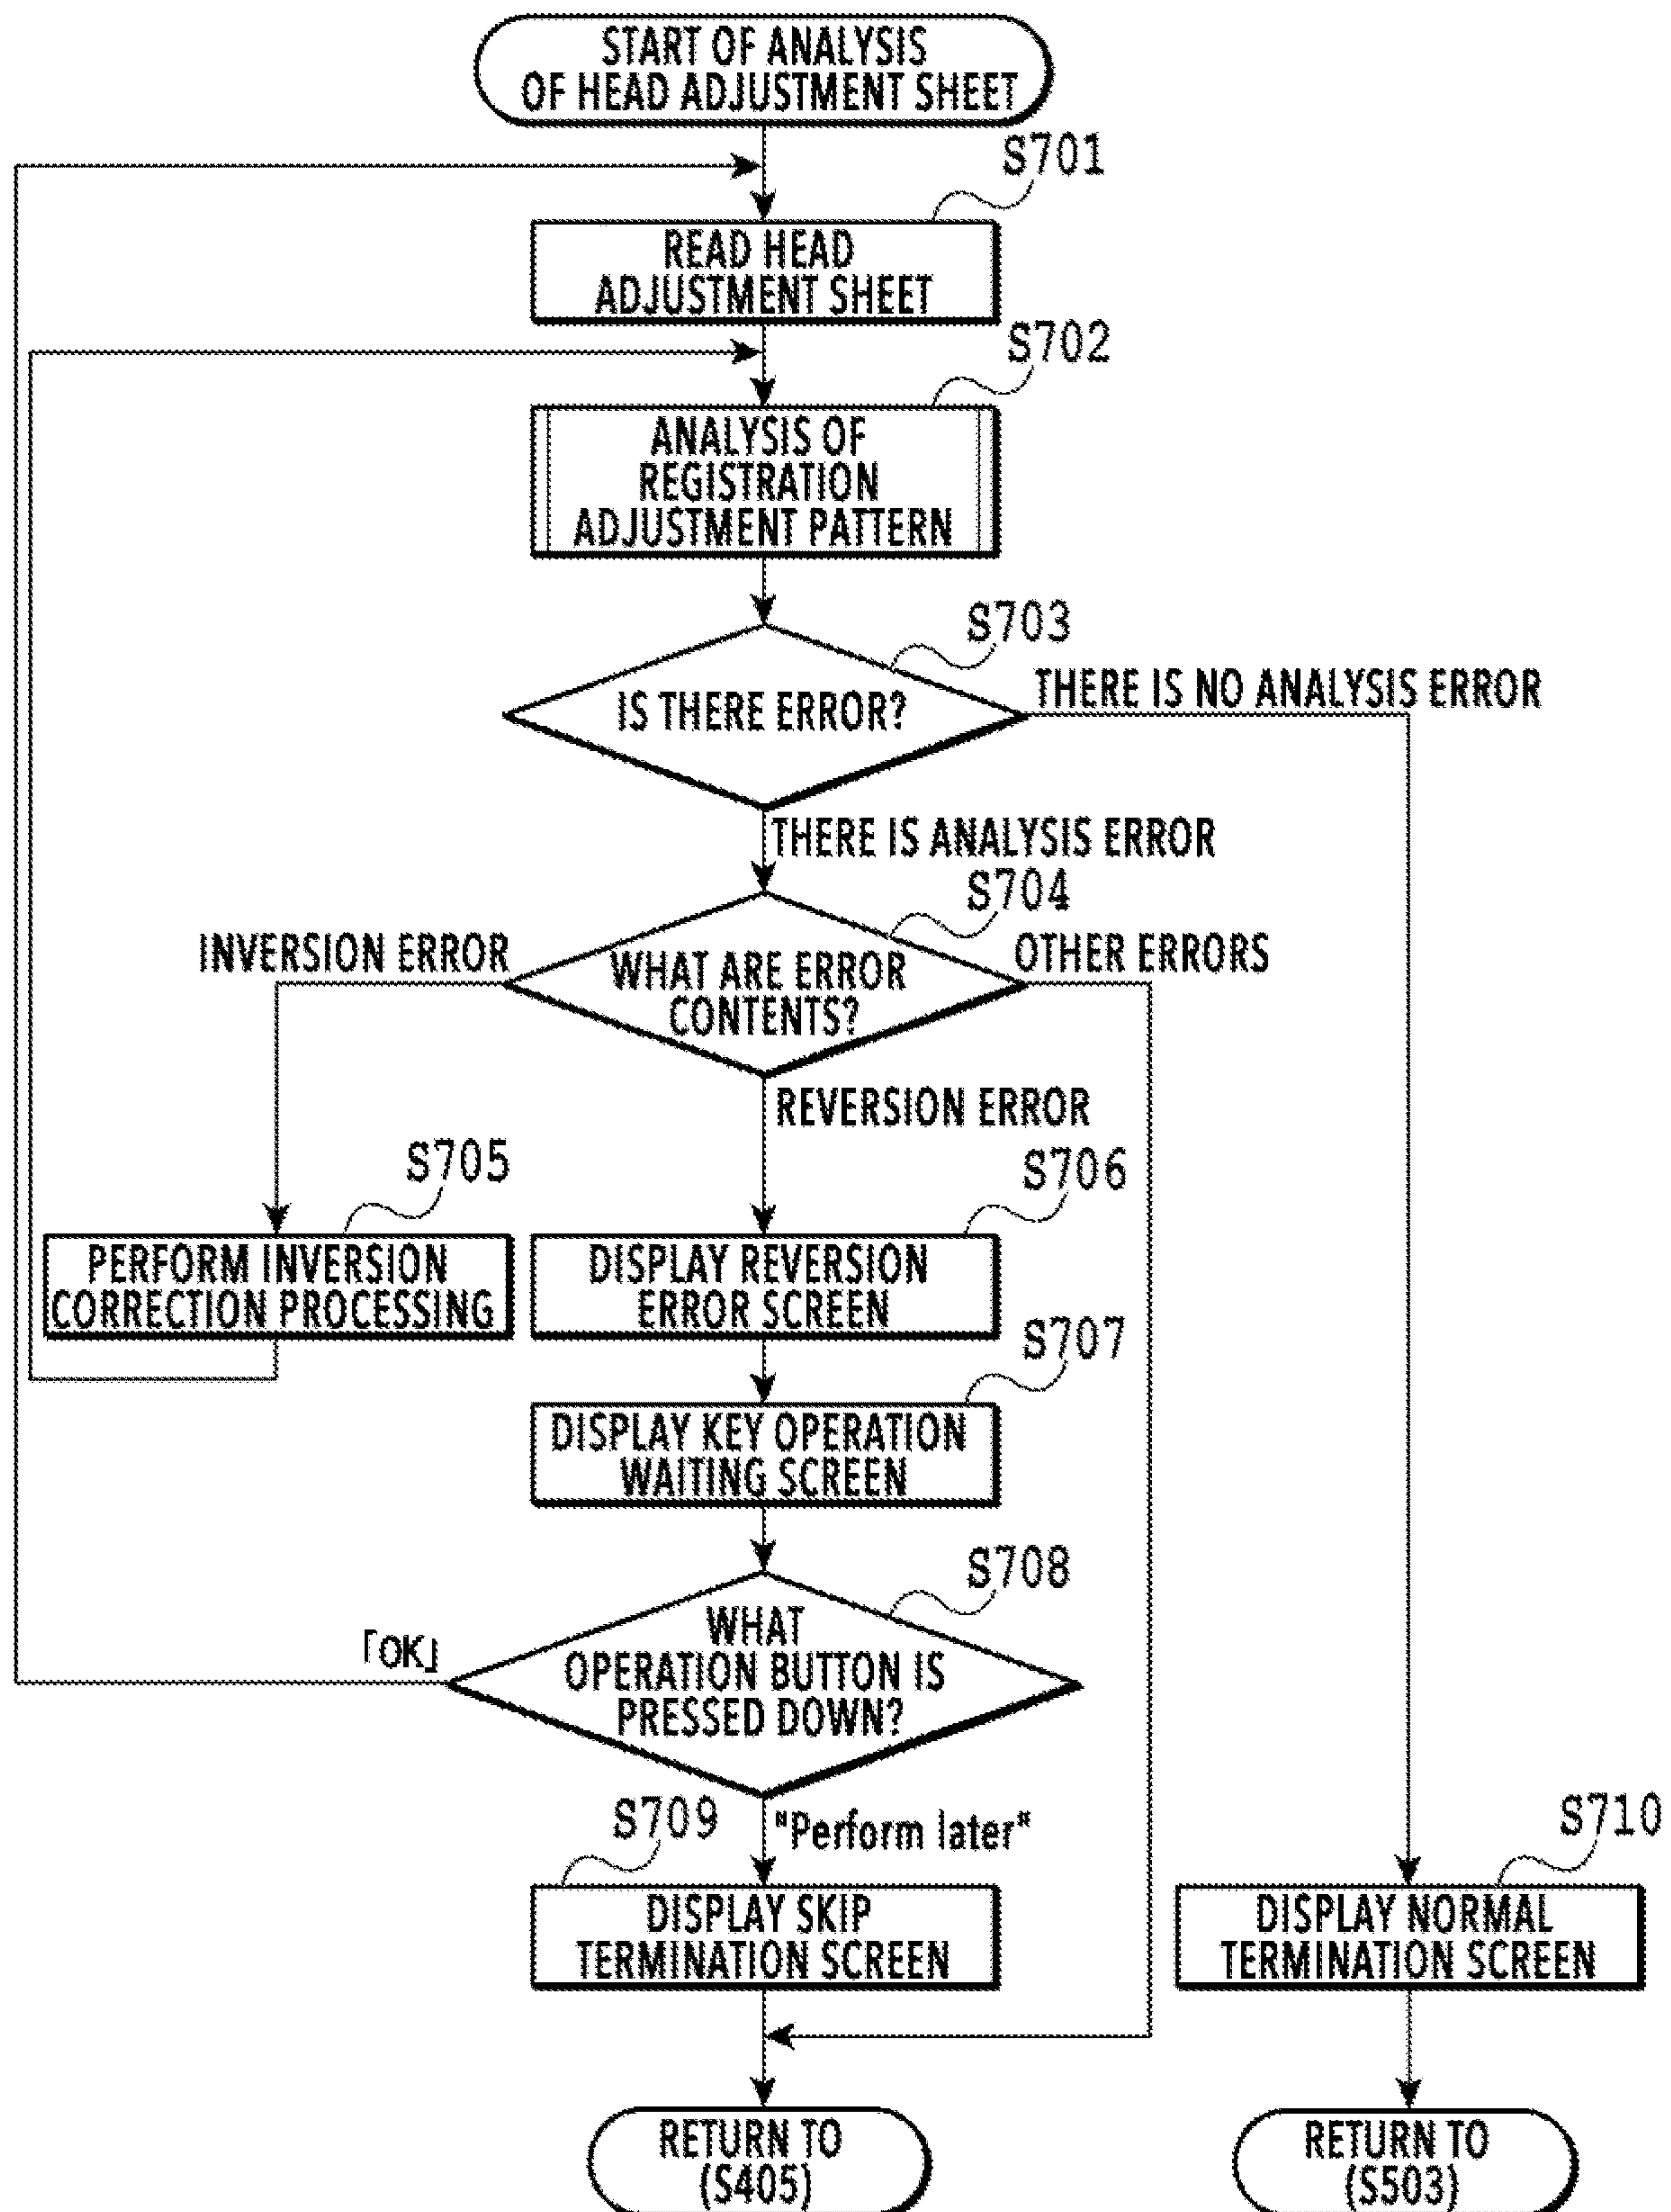 START OF ANALYSIS
OF HEAD ADJUSTMENT SHEET
S701
READ HEAD
ADJUSTMENT SHEET
S702
ANALYSIS OF
REGISTRATION
ADJUSTMENT PATTERN
S703
IS THERE ERROR?
THERE IS NO ANALYSIS ERROR
THERE IS ANALYSIS ERROR
S704
INVERSION ERROR
WHAT ARE ERROR
CONTENTS?
OTHER ERRORS
REVERSION ERROR
S705
PERFORM INVERSION
CORRECTION PROCESSING
S706
DISPLAY REVERSION
ERROR SCREEN
S707
DISPLAY KEY OPERATION
WAITING SCREEN
S708
「OK」
WHAT
OPERATION BUTTON IS
PRESSED DOWN?
"Perform later"
S709
DISPLAY SKIP
TERMINATION SCREEN
S710
DISPLAY NORMAL
TERMINATION SCREEN
RETURN TO
(S405)
RETURN TO
(S503)